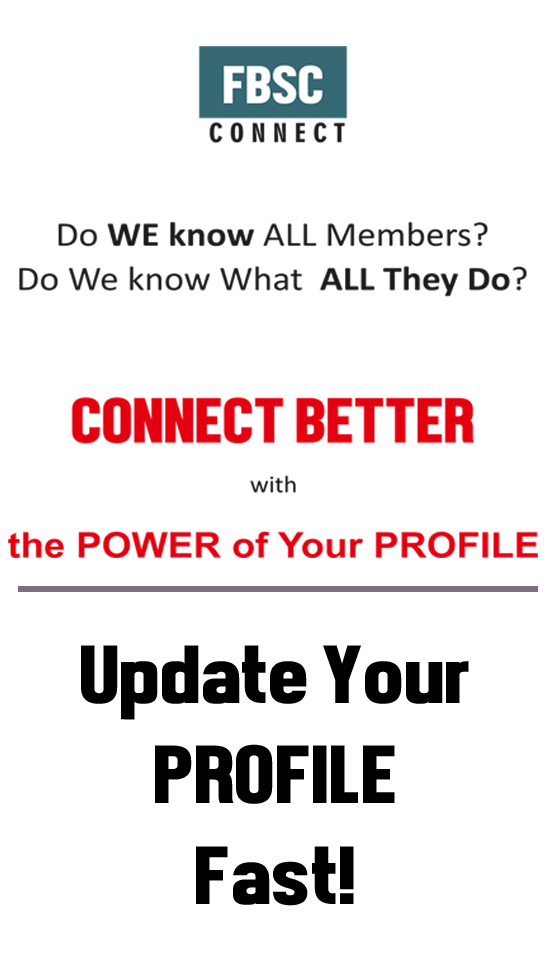 FBSC
CONNECT
Do WE know ALL Members?
Do We know What ALL They Do?
CONNECT BETTER
with
the POWER of Your PROFILE
Update Your
PROFILE
Fast!